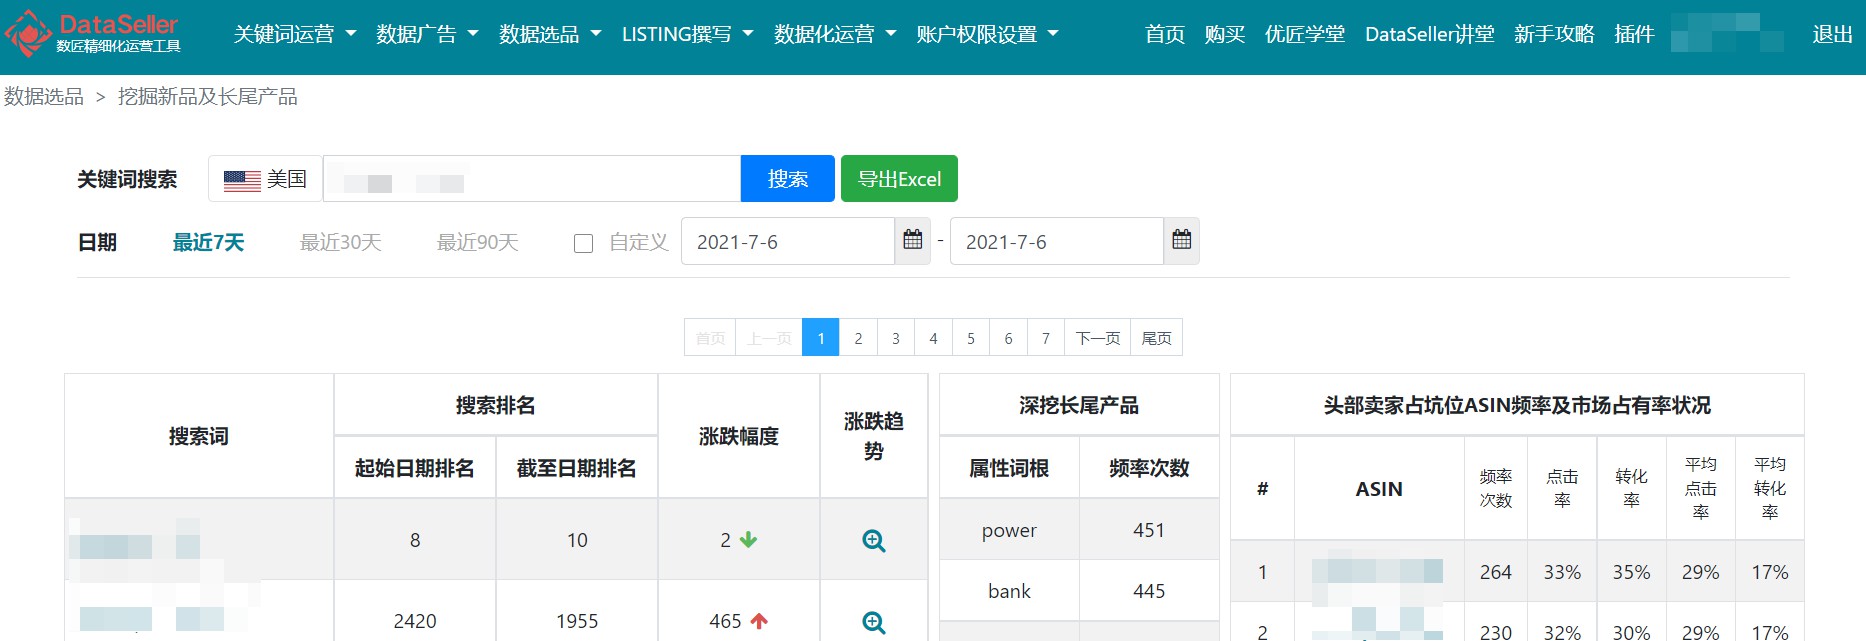 DataSeller
数匠精细化运营工具
关键词运营 数据广告 数据选品 LISTING撰写 数据化运营 账户权限设置 首页 购买 优匠学堂 DataSeller讲堂 新手攻略 插件 退出
数据选品 > 挖掘新品及长尾产品
关键词搜索 美国 搜索 导出Excel
日期 最近7天 最近30天 最近90天 自定义 2021-7-6 - 2021-7-6
首页 上一页 1 2 3 4 5 6 7 下一页 尾页
搜索词 搜索排名 涨跌幅度 涨跌趋势
起始日期排名 截至日期排名
8 10 2
2420 1955 465
深挖长尾产品
属性词根 频率次数
power 451
bank 445
头部卖家占坑位ASIN频率及市场占有率状况
# ASIN 频率次数 点击率 转化率 平均点击率 平均转化率
1 264 33% 35% 29% 17%
2 230 32% 30% 29% 17%